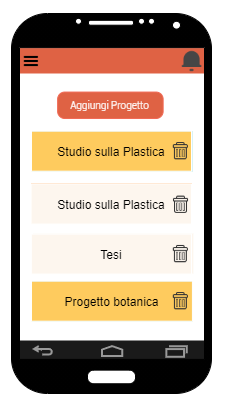 Aggiungi Progetto
Studio sulla Plastica
Studio sulla Plastica
Tesi
Progetto botanica